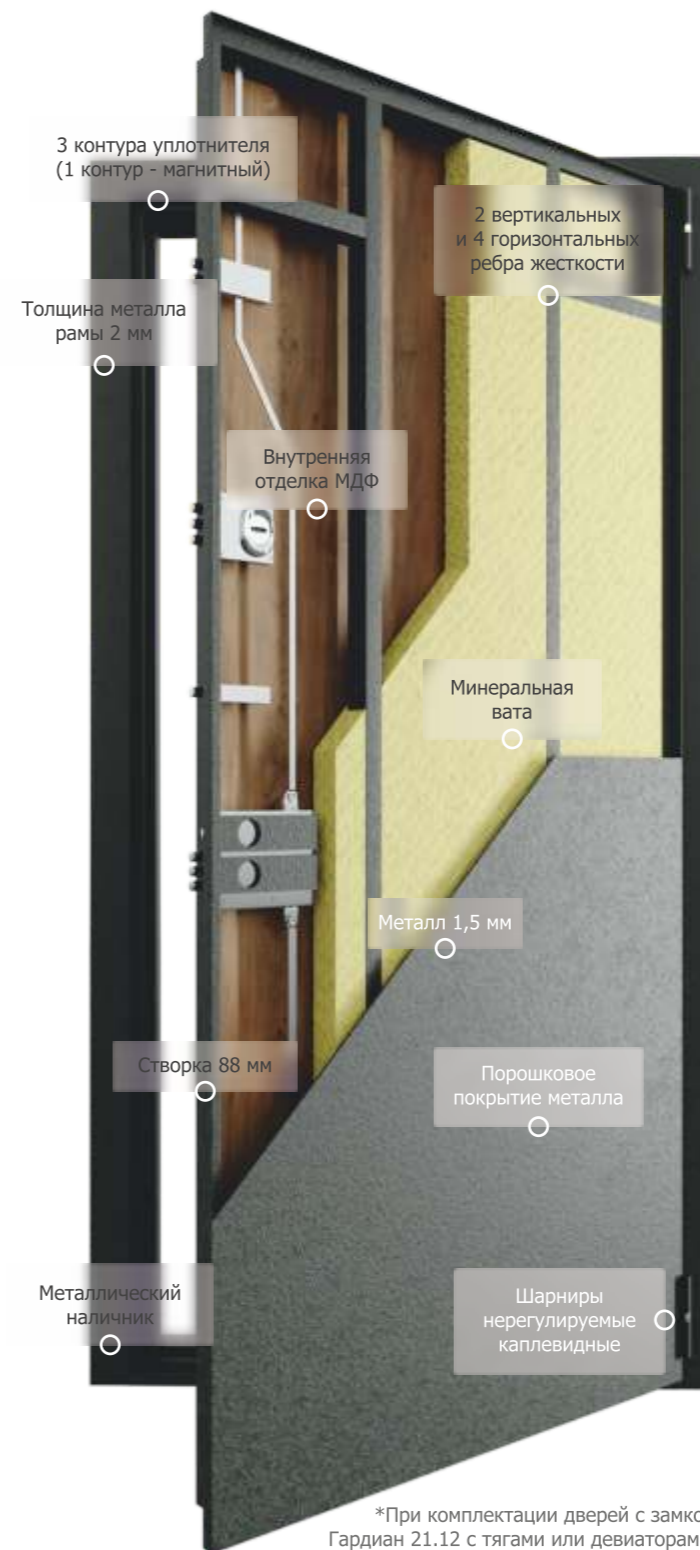 3 контура уплотнителя
(1 контур - магнитный)
2 вертикальных
и 4 горизонтальных
ребра жесткости
Толщина металла
рамы 2 мм
Внутренняя
отделка МДФ
Минеральная
вата
Металл 1,5 мм
Створка 88 мм
Порошковое
покрытие металла
Металлический
наличник
Шарниры
нерегулируемые
каплевидные
*При комплектации дверей с замко
Гардиан 21.12 с тягами или девиаторам